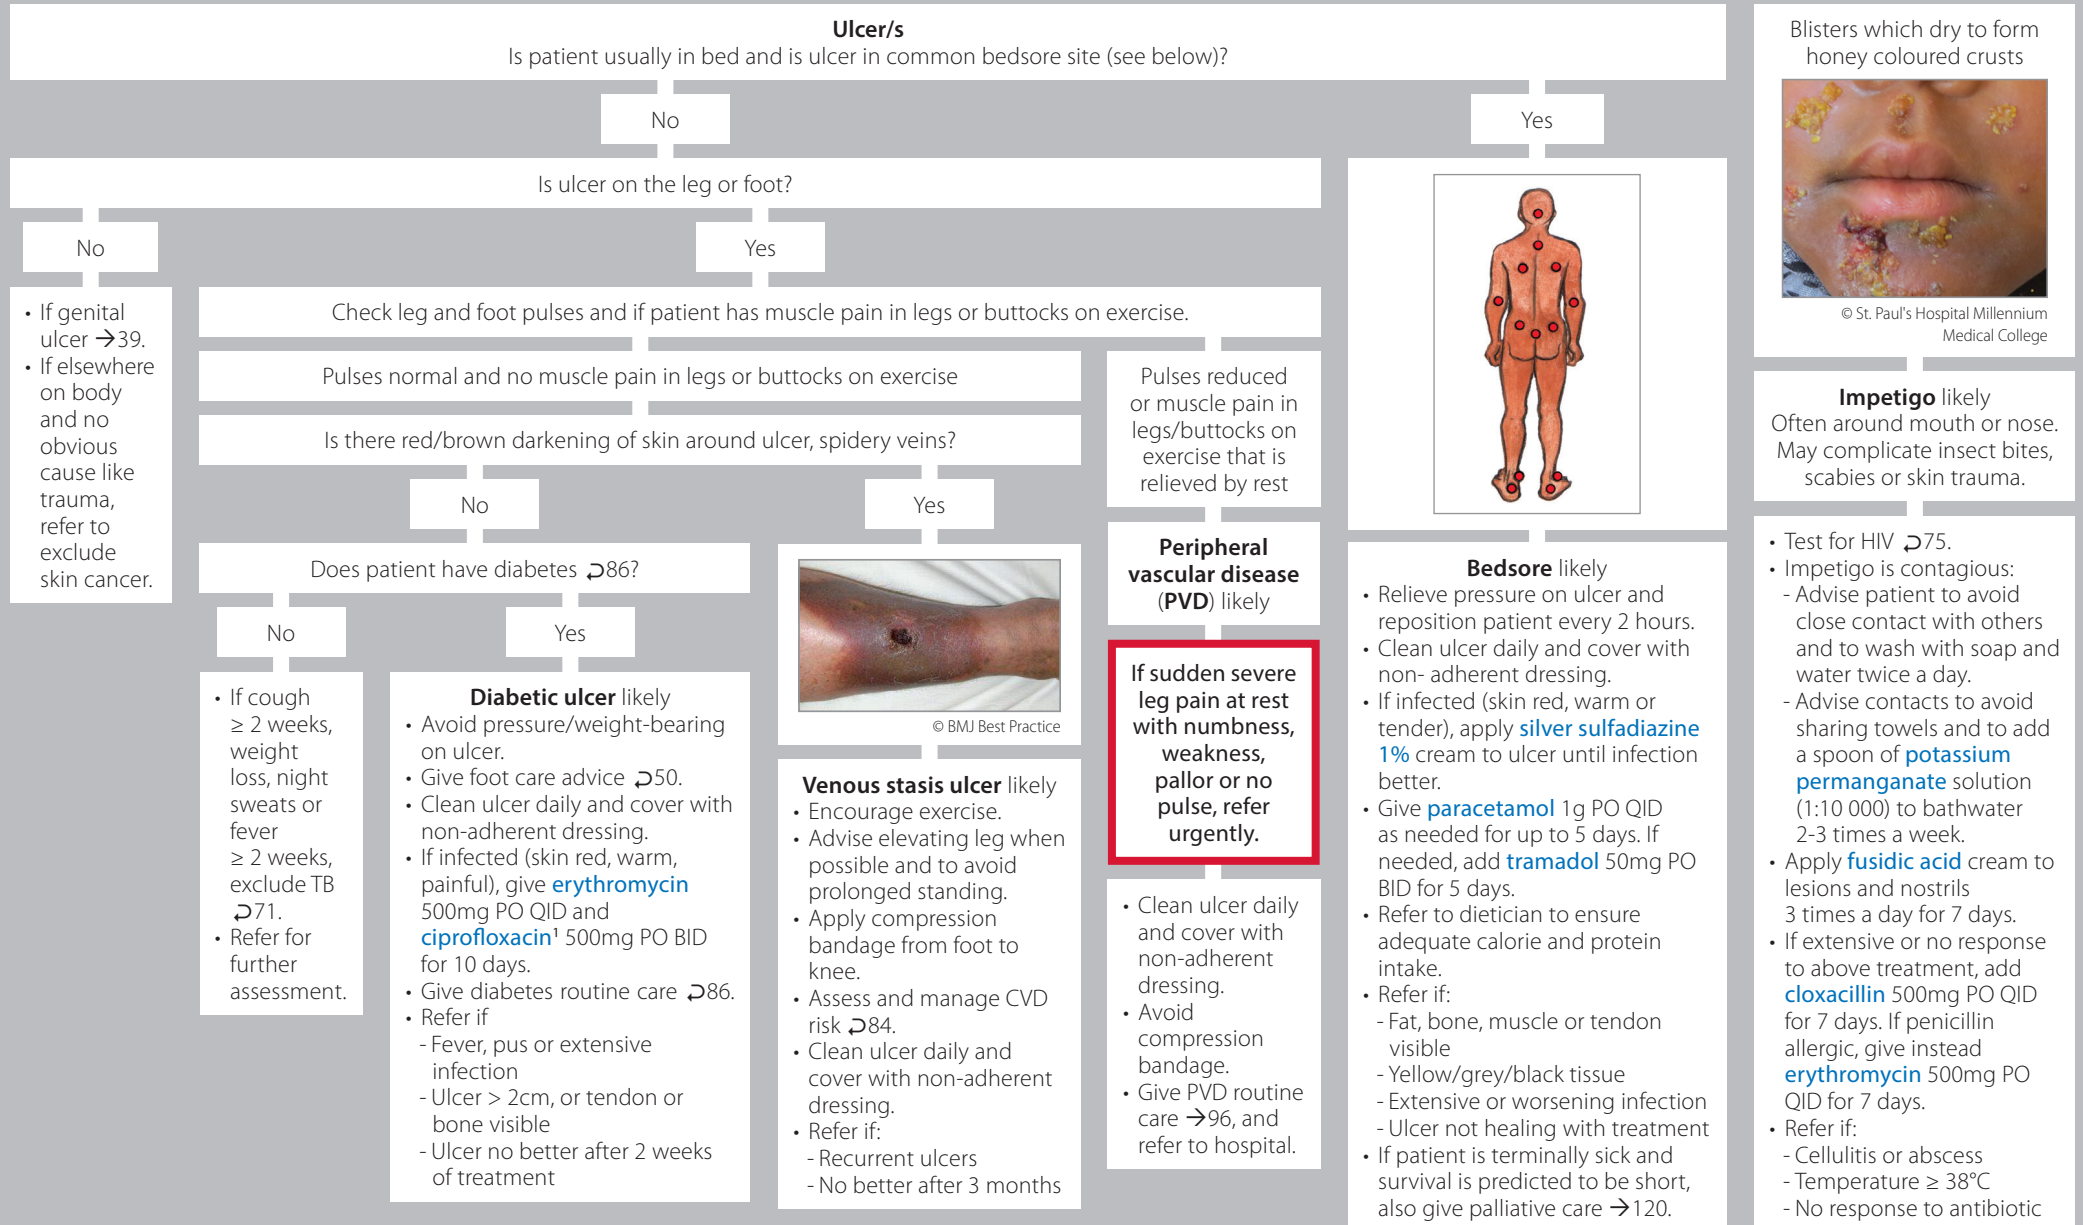 Ulcer/s
Is patient usually in bed and is ulcer in common bedsore site (see below)?
No
Is ulcer on the leg or foot?
No
• If genital
ulcer →39.
• If elsewhere
on body
and no
obvious
cause like
trauma,
refer to
exclude
skin cancer.
Yes
Check leg and foot pulses and if patient has muscle pain in legs or buttocks on exercise.
Pulses normal and no muscle pain in legs or buttocks on exercise
Is there red/brown darkening of skin around ulcer, spidery veins?
No
Does patient have diabetes ⮌86?
No
• If cough
≥ 2 weeks,
weight
loss, night
sweats or
fever
≥ 2 weeks,
exclude TB
⮌71.
• Refer for
further
assessment.
Yes
Diabetic ulcer likely
• Avoid pressure/weight-bearing
on ulcer.
• Give foot care advice ⮌50.
• Clean ulcer daily and cover with
non-adherent dressing.
• If infected (skin red, warm,
painful), give erythromycin
500mg PO QID and
ciprofloxacin¹ 500mg PO BID
for 10 days.
• Give diabetes routine care ⮌86.
• Refer if
- Fever, pus or extensive
infection
- Ulcer > 2cm, or tendon or
bone visible
- Ulcer no better after 2 weeks
of treatment
Yes
© BMJ Best Practice
Venous stasis ulcer likely
• Encourage exercise.
• Advise elevating leg when
possible and to avoid
prolonged standing.
• Apply compression
bandage from foot to
knee.
• Assess and manage CVD
risk ⮌84.
• Clean ulcer daily and
cover with non-adherent
dressing.
• Refer if:
- Recurrent ulcers
- No better after 3 months
Pulses reduced
or muscle pain in
legs/buttocks on
exercise that is
relieved by rest
Peripheral
vascular disease
(PVD) likely
If sudden severe
leg pain at rest
with numbness,
weakness,
pallor or no
pulse, refer
urgently.
• Clean ulcer daily
and cover with
non-adherent
dressing.
• Avoid
compression
bandage.
• Give PVD routine
care →96, and
refer to hospital.
Yes
Bedsore likely
• Relieve pressure on ulcer and
reposition patient every 2 hours.
• Clean ulcer daily and cover with
non- adherent dressing.
• If infected (skin red, warm or
tender), apply silver sulfadiazine
1% cream to ulcer until infection
better.
• Give paracetamol 1g PO QID
as needed for up to 5 days. If
needed, add tramadol 50mg PO
BID for 5 days.
• Refer to dietician to ensure
adequate calorie and protein
intake.
• Refer if:
- Fat, bone, muscle or tendon
visible
- Yellow/grey/black tissue
- Extensive or worsening infection
- Ulcer not healing with treatment
• If patient is terminally sick and
survival is predicted to be short,
also give palliative care →120.
Blisters which dry to form
honey coloured crusts
© St. Paul's Hospital Millennium
Medical College
Impetigo likely
Often around mouth or nose.
May complicate insect bites,
scabies or skin trauma.
• Test for HIV ⮌75.
• Impetigo is contagious:
- Advise patient to avoid
close contact with others
and to wash with soap and
water twice a day.
- Advise contacts to avoid
sharing towels and to add
a spoon of potassium
permanganate solution
(1:10 000) to bathwater
2-3 times a week.
• Apply fusidic acid cream to
lesions and nostrils
3 times a day for 7 days.
• If extensive or no response
to above treatment, add
cloxacillin 500mg PO QID
for 7 days. If penicillin
allergic, give instead
erythromycin 500mg PO
QID for 7 days.
• Refer if:
- Cellulitis or abscess
- Temperature ≥ 38°C
- No response to antibiotic